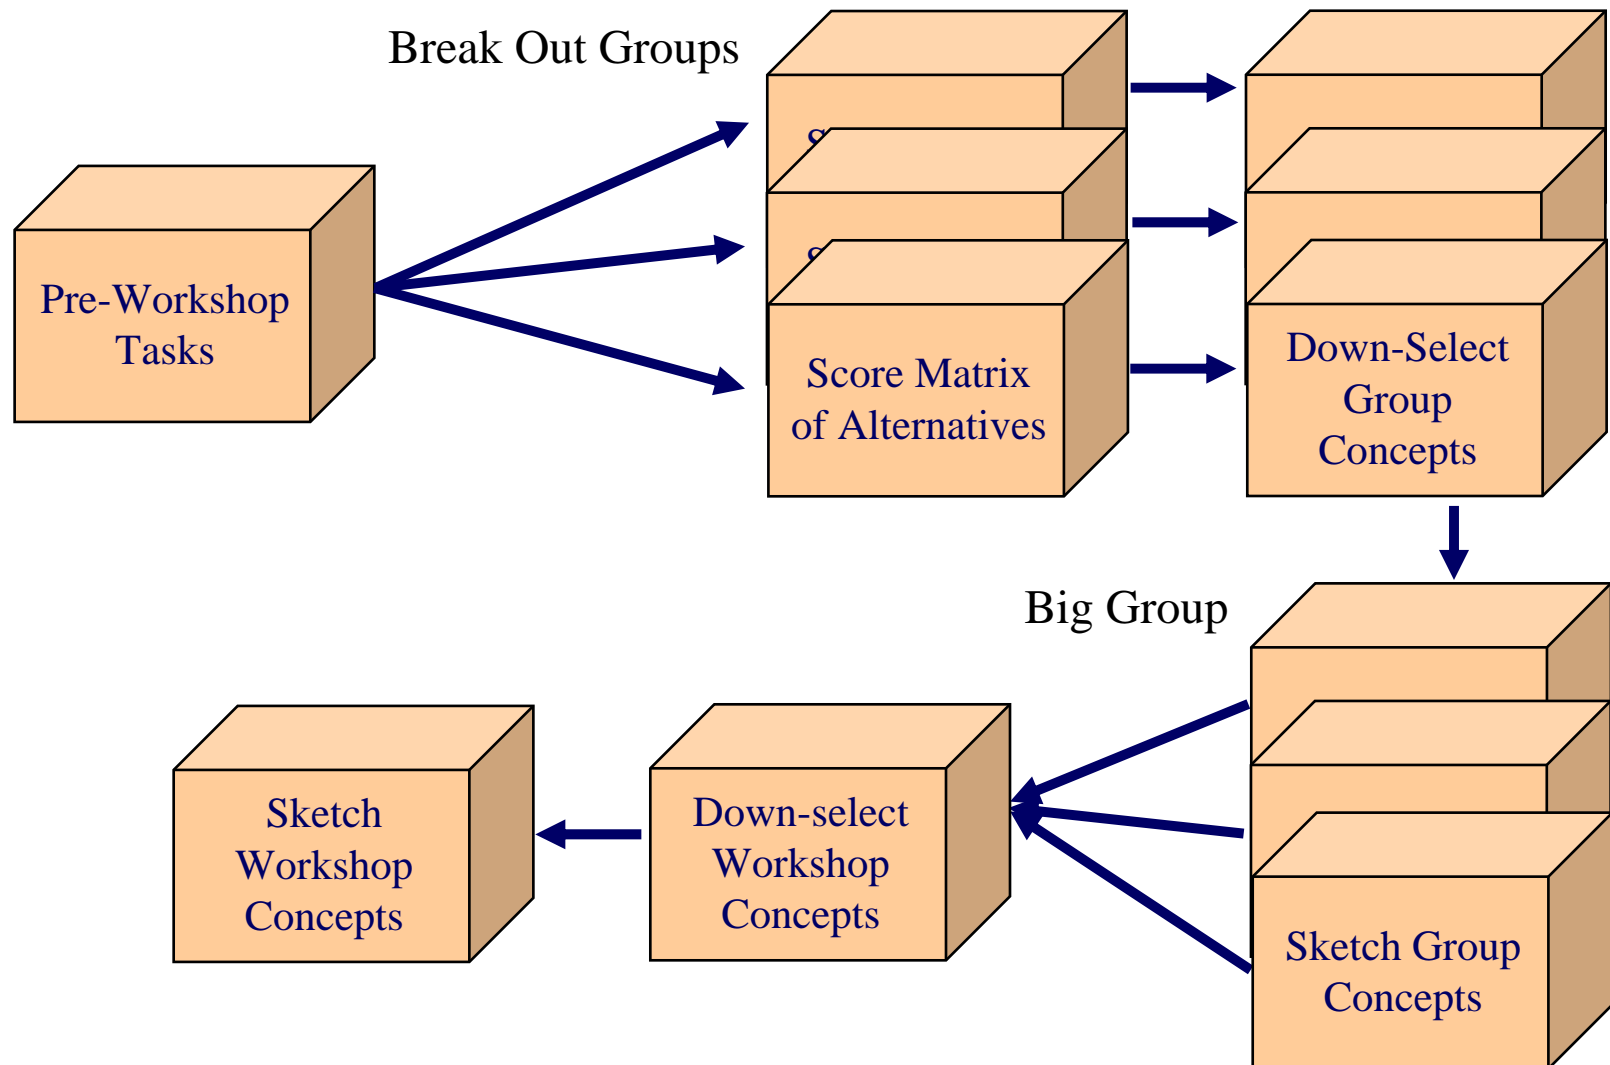 Break Out Groups
Pre-Workshop
Tasks
S
S
Score Matrix
of Alternatives
Down-Select
Group
Concepts
Big Group
Sketch
Workshop
Concepts
Down-select
Workshop
Concepts
Sketch Group
Concepts